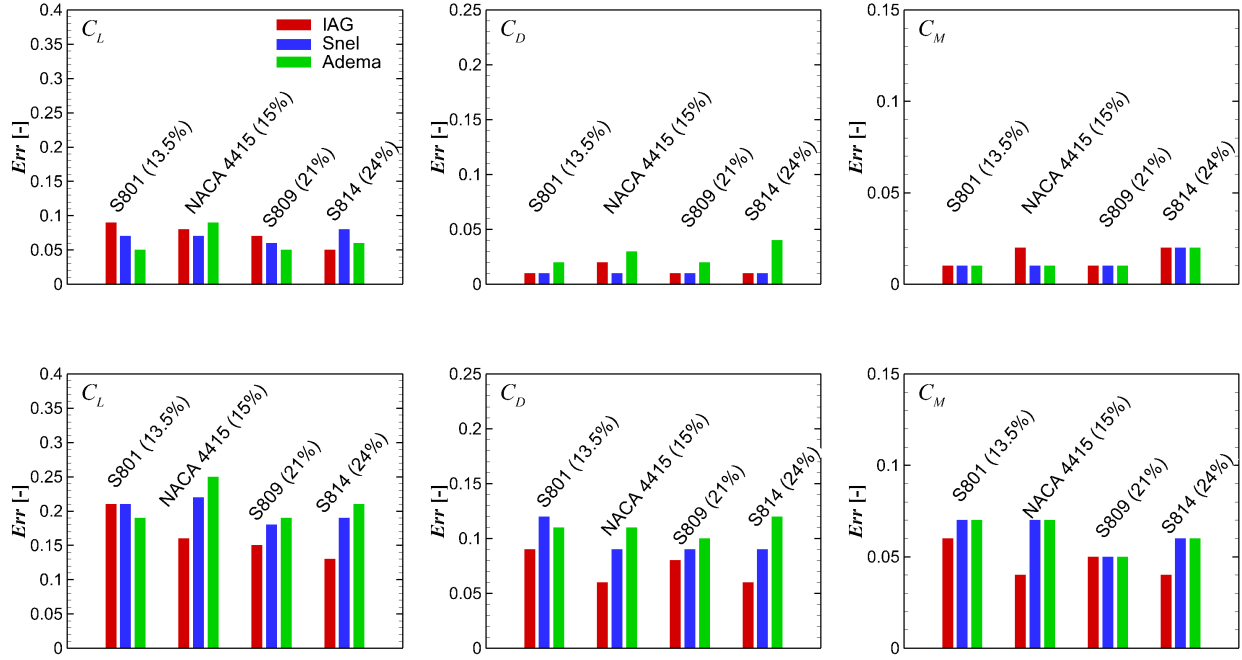 C_L
IAG
Snel
Adema
Err [-]
0.4
0.35
0.3
0.25
0.2
0.15
0.1
0.05
0
S801 (13.5%)
NACA 4415 (15%)
S809 (21%)
S814 (24%)
C_D
Err [-]
0.25
0.2
0.15
0.1
0.05
0
S801 (13.5%)
NACA 4415 (15%)
S809 (21%)
S814 (24%)
C_M
Err [-]
0.15
0.1
0.05
0
S801 (13.5%)
NACA 4415 (15%)
S809 (21%)
S814 (24%)
C_L
Err [-]
0.4
0.35
0.3
0.25
0.2
0.15
0.1
0.05
0
S801 (13.5%)
NACA 4415 (15%)
S809 (21%)
S814 (24%)
C_D
Err [-]
0.25
0.2
0.15
0.1
0.05
0
S801 (13.5%)
NACA 4415 (15%)
S809 (21%)
S814 (24%)
C_M
Err [-]
0.15
0.1
0.05
0
S801 (13.5%)
NACA 4415 (15%)
S809 (21%)
S814 (24%)